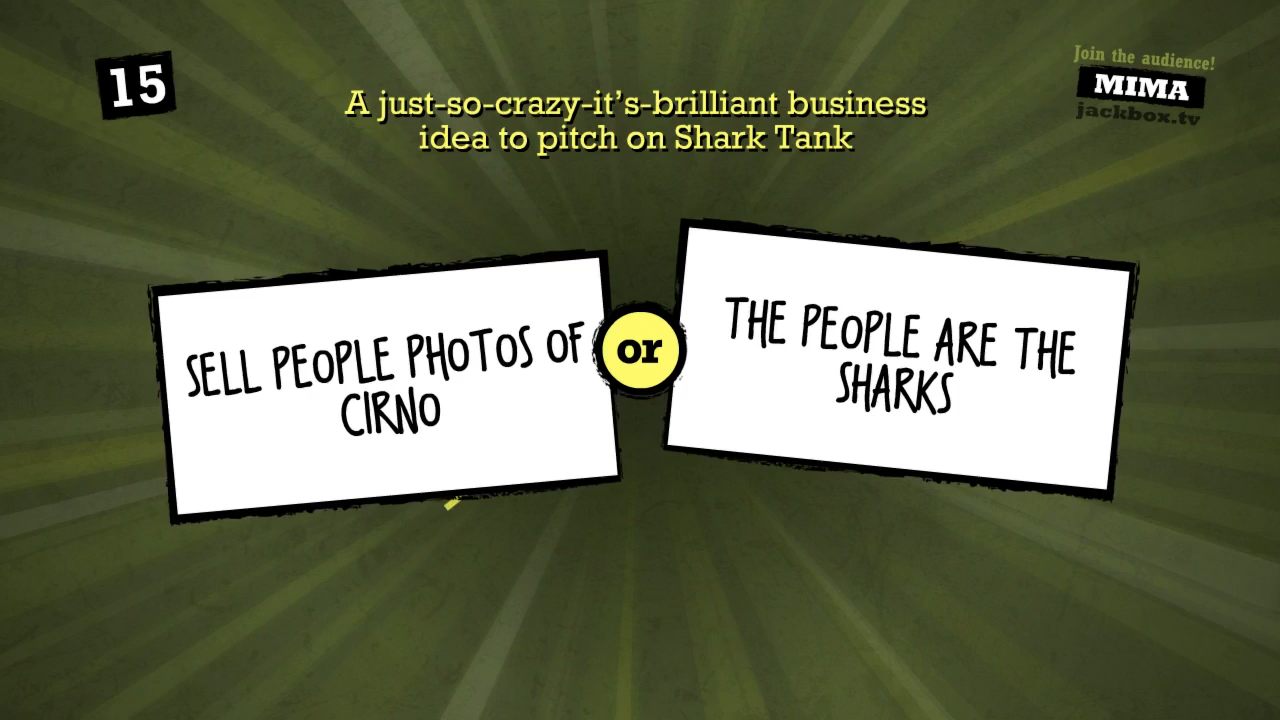 15
Join the audience!
MIMA
jackbox.tv
A just-so-crazy-it's-brilliant business
idea to pitch on Shark Tank
SELL PEOPLE PHOTOS OF
CIRNO
or
THE PEOPLE ARE THE
SHARKS